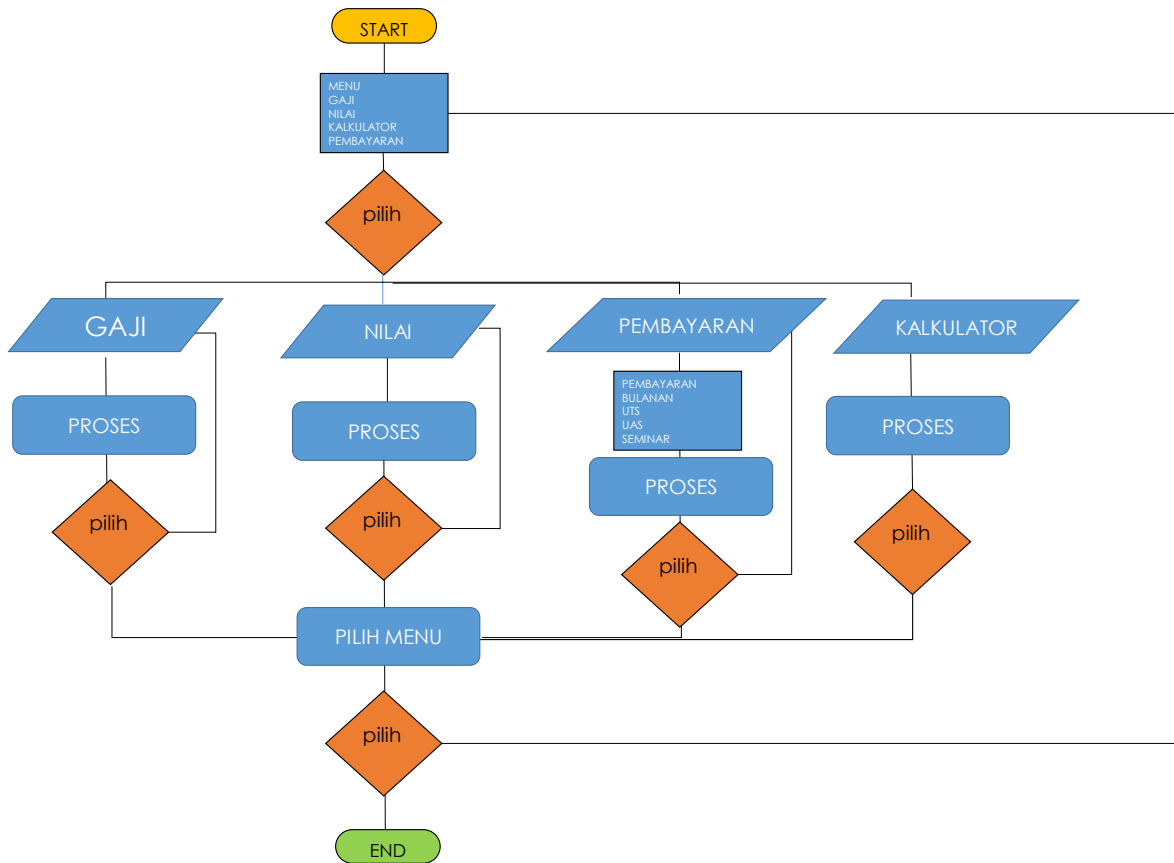 START
MENU
GAJI
NILAI
KALKULATOR
PEMBAYARAN
pilih
GAJI
NILAI
PEMBAYARAN
KALKULATOR
PEMBAYARAN
BULANAN
UTS
UAS
SEMINAR
PROSES
PROSES
PROSES
PROSES
pilih
pilih
pilih
pilih
PILIH MENU
pilih
END